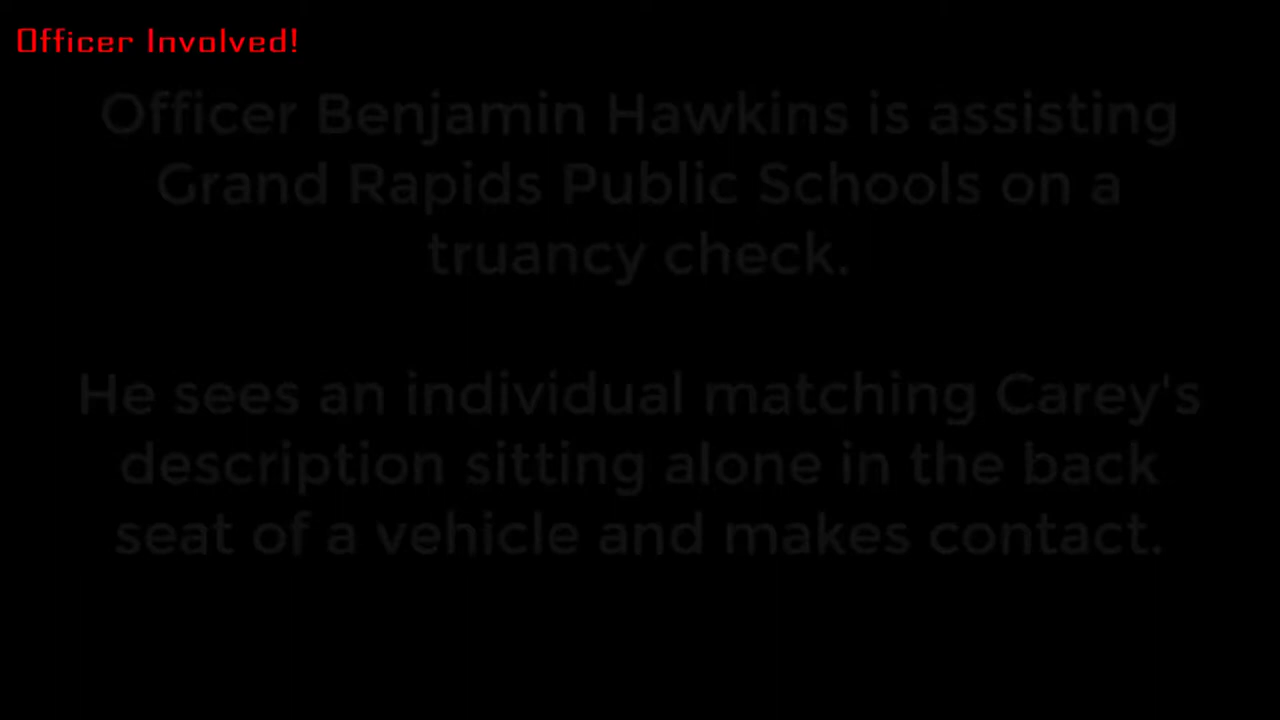 Officer Involved!
Officer Benjamin Hawkins is assisting
Grand Rapids Public Schools on a
truancy check.
He sees an individual matching Carey's
description sitting alone in the back
seat of a vehicle and makes contact.